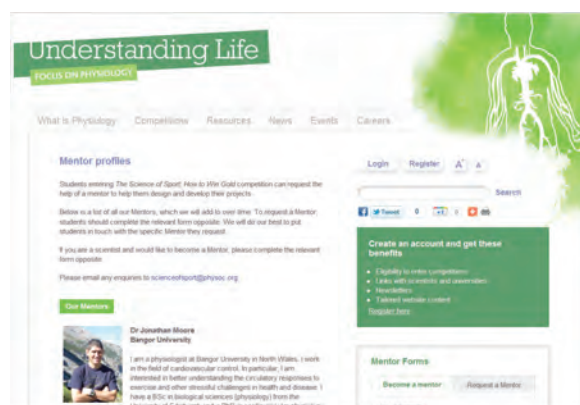 Understanding Life
FOCUS ON PHYSIOLOGY
What is Physiology Competitions Resources News Events Careers
Mentor profiles
Students entering The Science of Sport: How to Win Gold competition can request the
help of a mentor to help them design and develop their projects.
Below is a list of all our Mentors, which we will add to over time. To request a Mentor,
students should complete the relevant form opposite. We will do our best to put
students in touch with the specific Mentor they request.
If you are a scientist and would like to become a Mentor, please complete the relevant
form opposite.
Please email any enquiries to scienceofsport@physoc.org
Our Mentors
Dr Jonathan Moore
Bangor University
I am a physiologist at Bangor University in North Wales. I work
in the field of cardiovascular control. In particular, I am
interested in better understanding the circulatory responses to
exercise and other stressful challenges in health and disease. I
have a BSc in biological sciences (physiology) from the
Login Register A+ A
Search
Tweet 0 +1 0
Create an account and get these
benefits
Eligibility to enter competitions
Links with scientists and universities
Newsletters
Tailored website content
Register here
Mentor Forms
Become a mentor Request a Mentor